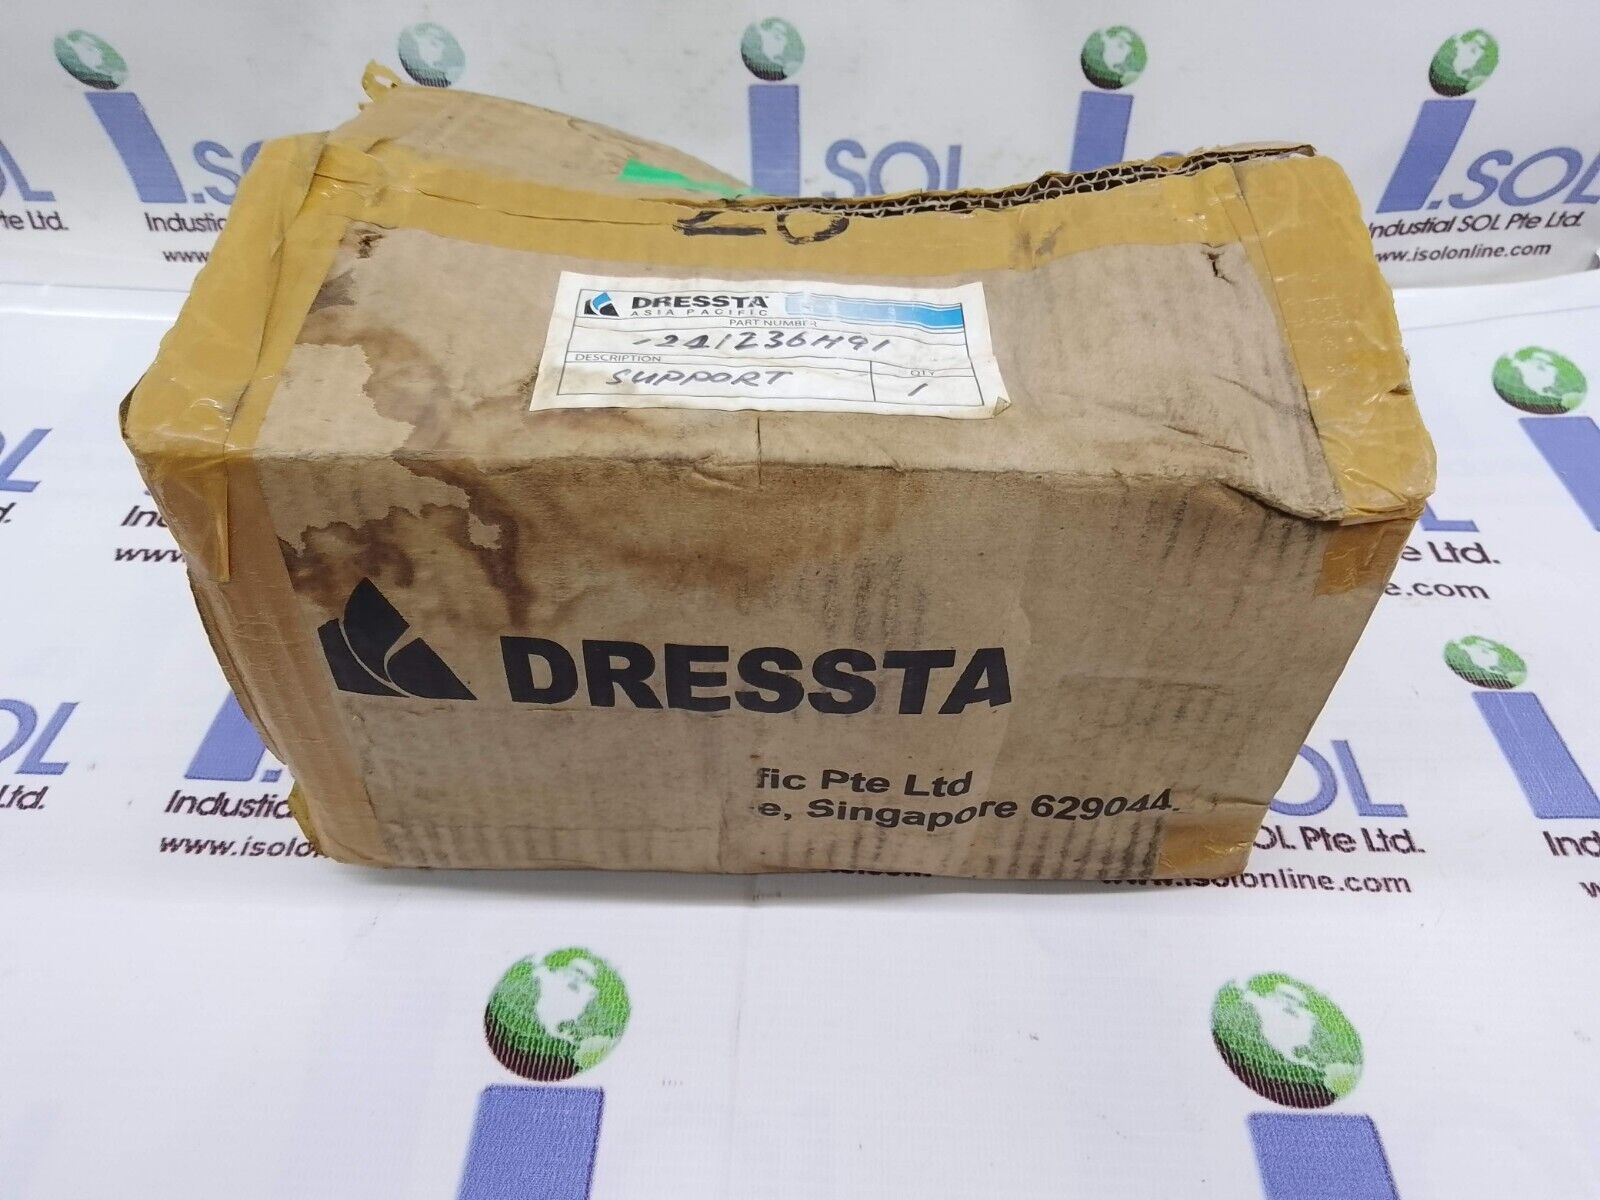 i.SOL
Industrial SOL Pte Ltd.
www.isolonline.com
20
DRESSTA
ASIA PACIFIC
PART NUMBER
-241236H91
DESCRIPTION
QTY
SUPPORT
1
DRESSTA
fic Pte Ltd
e, Singapore 629044.